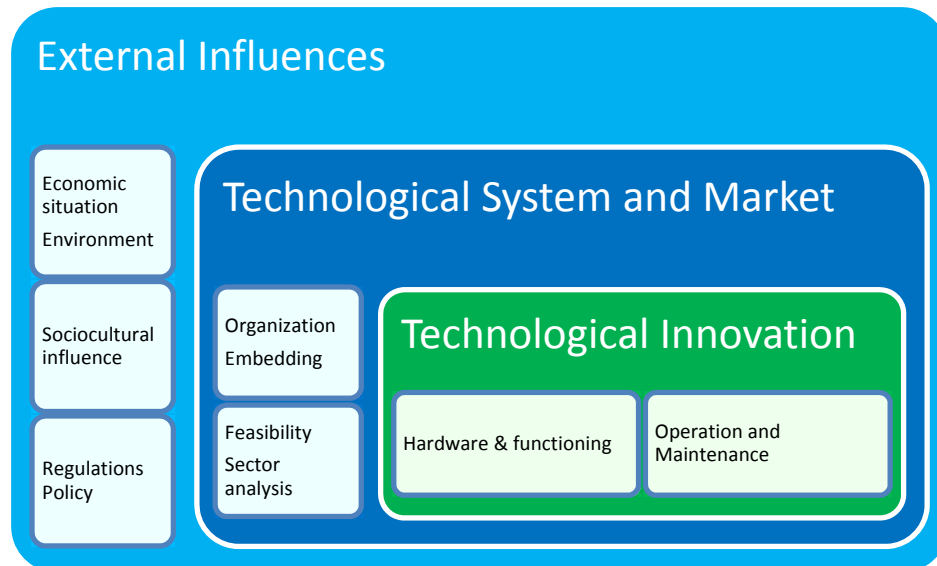 External Influences
Economic
situation
Environment
Sociocultural
influence
Regulations
Policy
Technological System and Market
Organization
Embedding
Feasibility
Sector
analysis
Technological Innovation
Hardware & functioning
Operation and
Maintenance